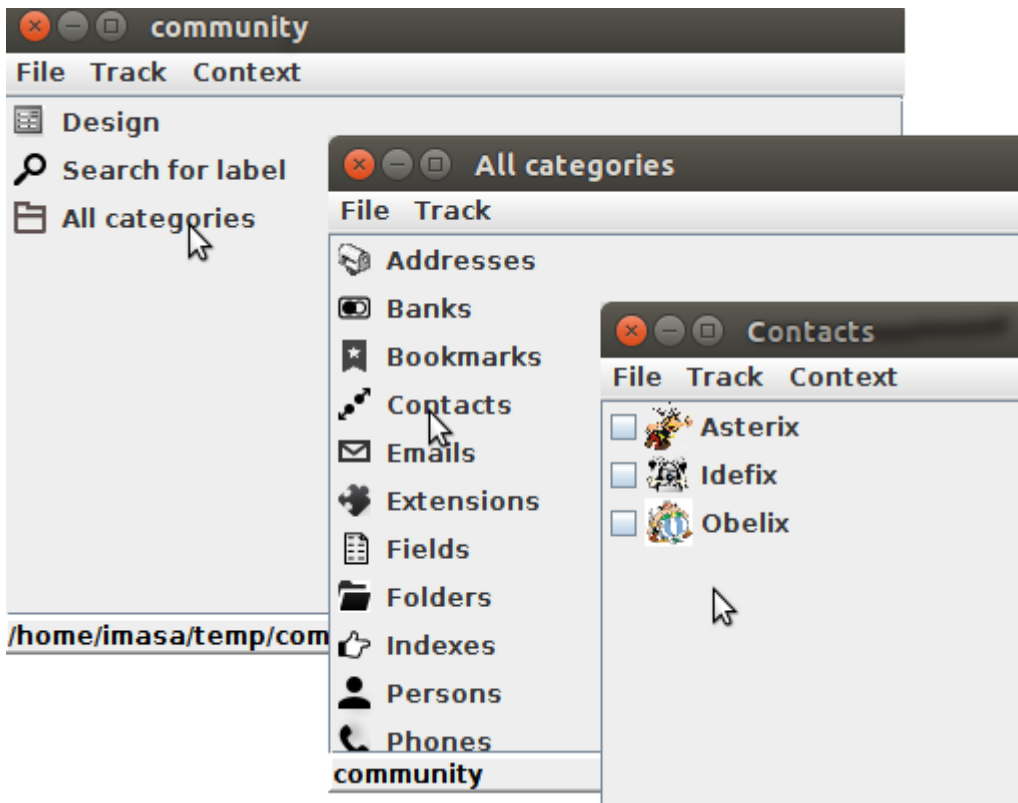 community
File Track Context
Design
Search for label
All categories
/home/imasa/temp/com
All categories
File Track
Addresses
Banks
Bookmarks
Contacts
Emails
Extensions
Fields
Folders
Indexes
Persons
Phones
community
Contacts
File Track Context
Asterix
Idefix
Obelix